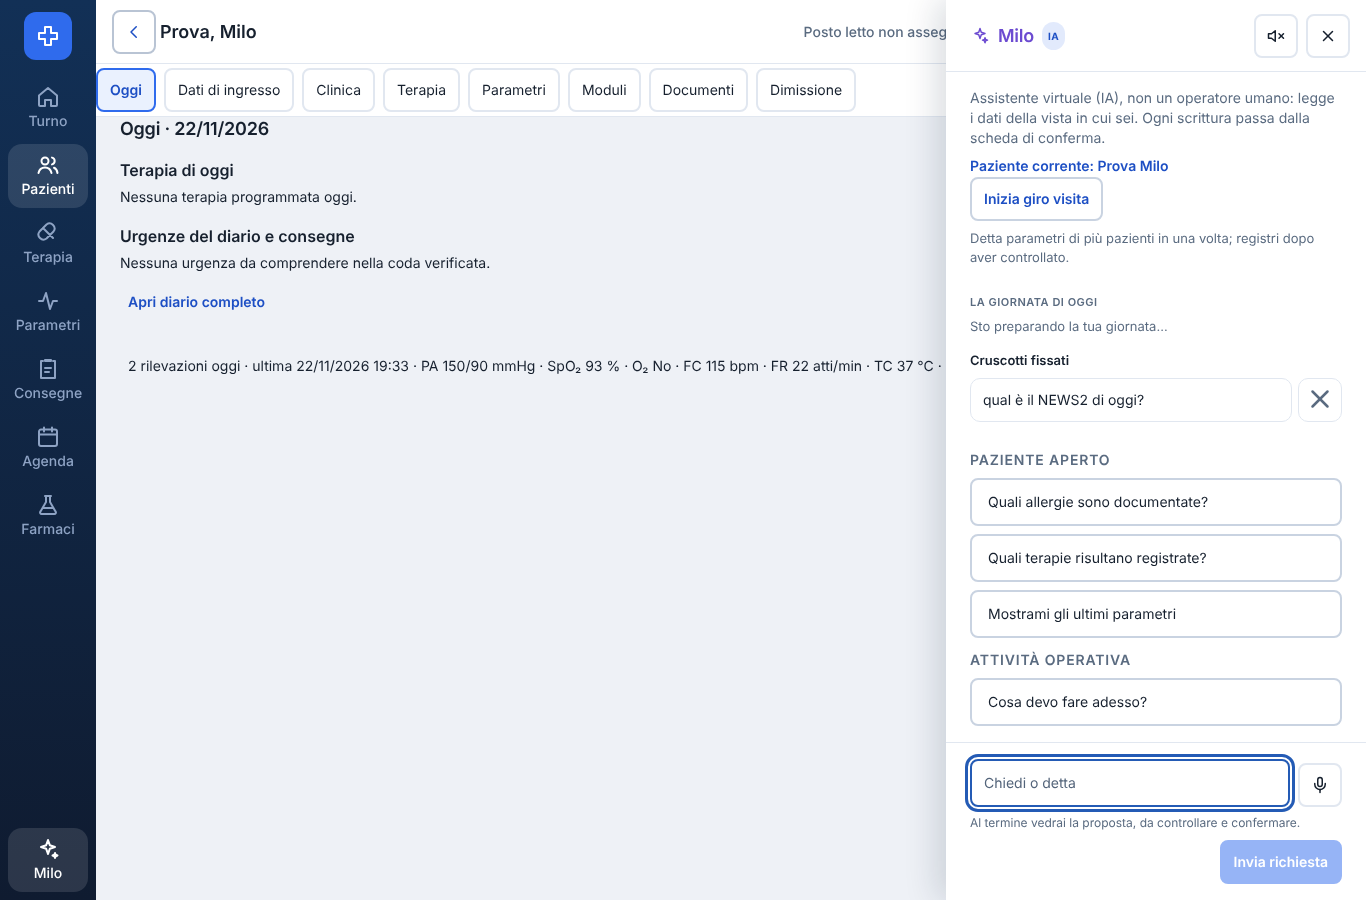 Turno
Pazienti
Terapia
Parametri
Consegne
Agenda
Farmaci
Milo
Prova, Milo
Posto letto non asseg
Oggi
Dati di ingresso
Clinica
Terapia
Parametri
Moduli
Documenti
Dimissione
Oggi · 22/11/2026
Terapia di oggi
Nessuna terapia programmata oggi.
Urgenze del diario e consegne
Nessuna urgenza da comprendere nella coda verificata.
Apri diario completo
2 rilevazioni oggi · ultima 22/11/2026 19:33 · PA 150/90 mmHg · SpO₂ 93 % · O₂ No · FC 115 bpm · FR 22 atti/min · TC 37 °C ·
Milo
IA
Assistente virtuale (IA), non un operatore umano: legge
i dati della vista in cui sei. Ogni scrittura passa dalla
scheda di conferma.
Paziente corrente: Prova Milo
Inizia giro visita
Detta parametri di più pazienti in una volta; registri dopo
aver controllato.
LA GIORNATA DI OGGI
Sto preparando la tua giornata…
Cruscotti fissati
qual è il NEWS2 di oggi?
PAZIENTE APERTO
Quali allergie sono documentate?
Quali terapie risultano registrate?
Mostrami gli ultimi parametri
ATTIVITÀ OPERATIVA
Cosa devo fare adesso?
Chiedi o detta
Al termine vedrai la proposta, da controllare e confermare.
Invia richiesta